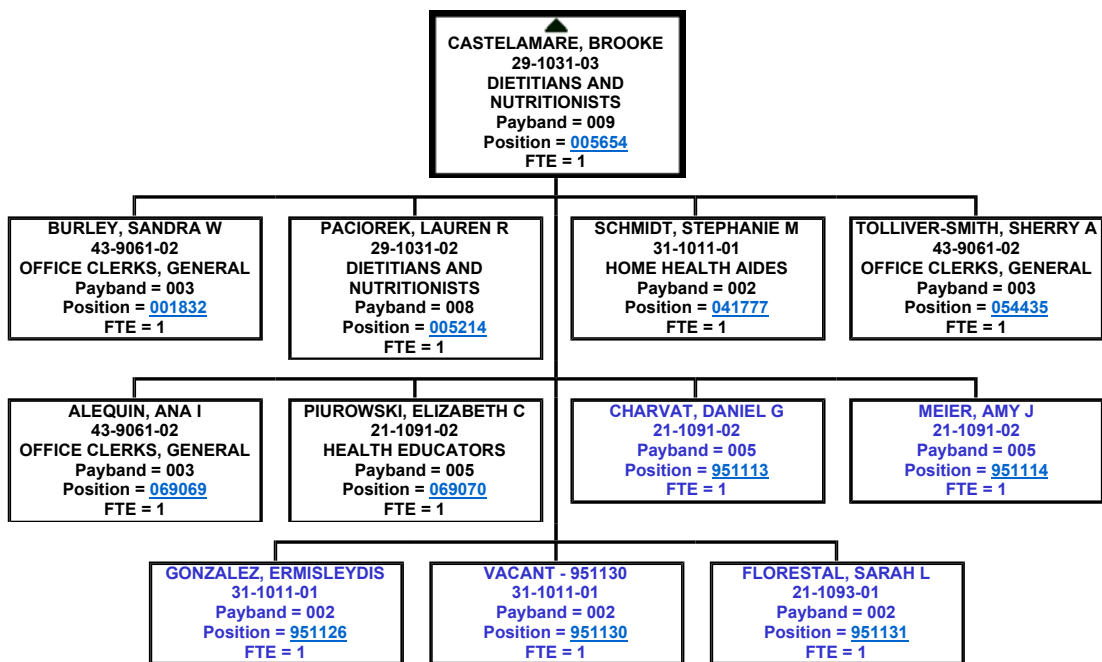 CASTELAMARE, BROOKE
29-1031-03
DIETITIANS AND
NUTRITIONISTS
Payband = 009
Position = 005654
FTE = 1
BURLEY, SANDRA W
43-9061-02
OFFICE CLERKS, GENERAL
Payband = 003
Position = 001832
FTE = 1
PACIOREK, LAUREN R
29-1031-02
DIETITIANS AND
NUTRITIONISTS
Payband = 008
Position = 005214
FTE = 1
SCHMIDT, STEPHANIE M
31-1011-01
HOME HEALTH AIDES
Payband = 002
Position = 041777
FTE = 1
TOLLIVER-SMITH, SHERRY A
43-9061-02
OFFICE CLERKS, GENERAL
Payband = 003
Position = 054435
FTE = 1
ALEQUIN, ANA I
43-9061-02
OFFICE CLERKS, GENERAL
Payband = 003
Position = 069069
FTE = 1
PIUROWSKI, ELIZABETH C
21-1091-02
HEALTH EDUCATORS
Payband = 005
Position = 069070
FTE = 1
CHARVAT, DANIEL G
21-1091-02
Payband = 005
Position = 951113
FTE = 1
MEIER, AMY J
21-1091-02
Payband = 005
Position = 951114
FTE = 1
GONZALEZ, ERMISLEYDIS
31-1011-01
Payband = 002
Position = 951126
FTE = 1
VACANT - 951130
31-1011-01
Payband = 002
Position = 951130
FTE = 1
FLORESTAL, SARAH L
21-1093-01
Payband = 002
Position = 951131
FTE = 1